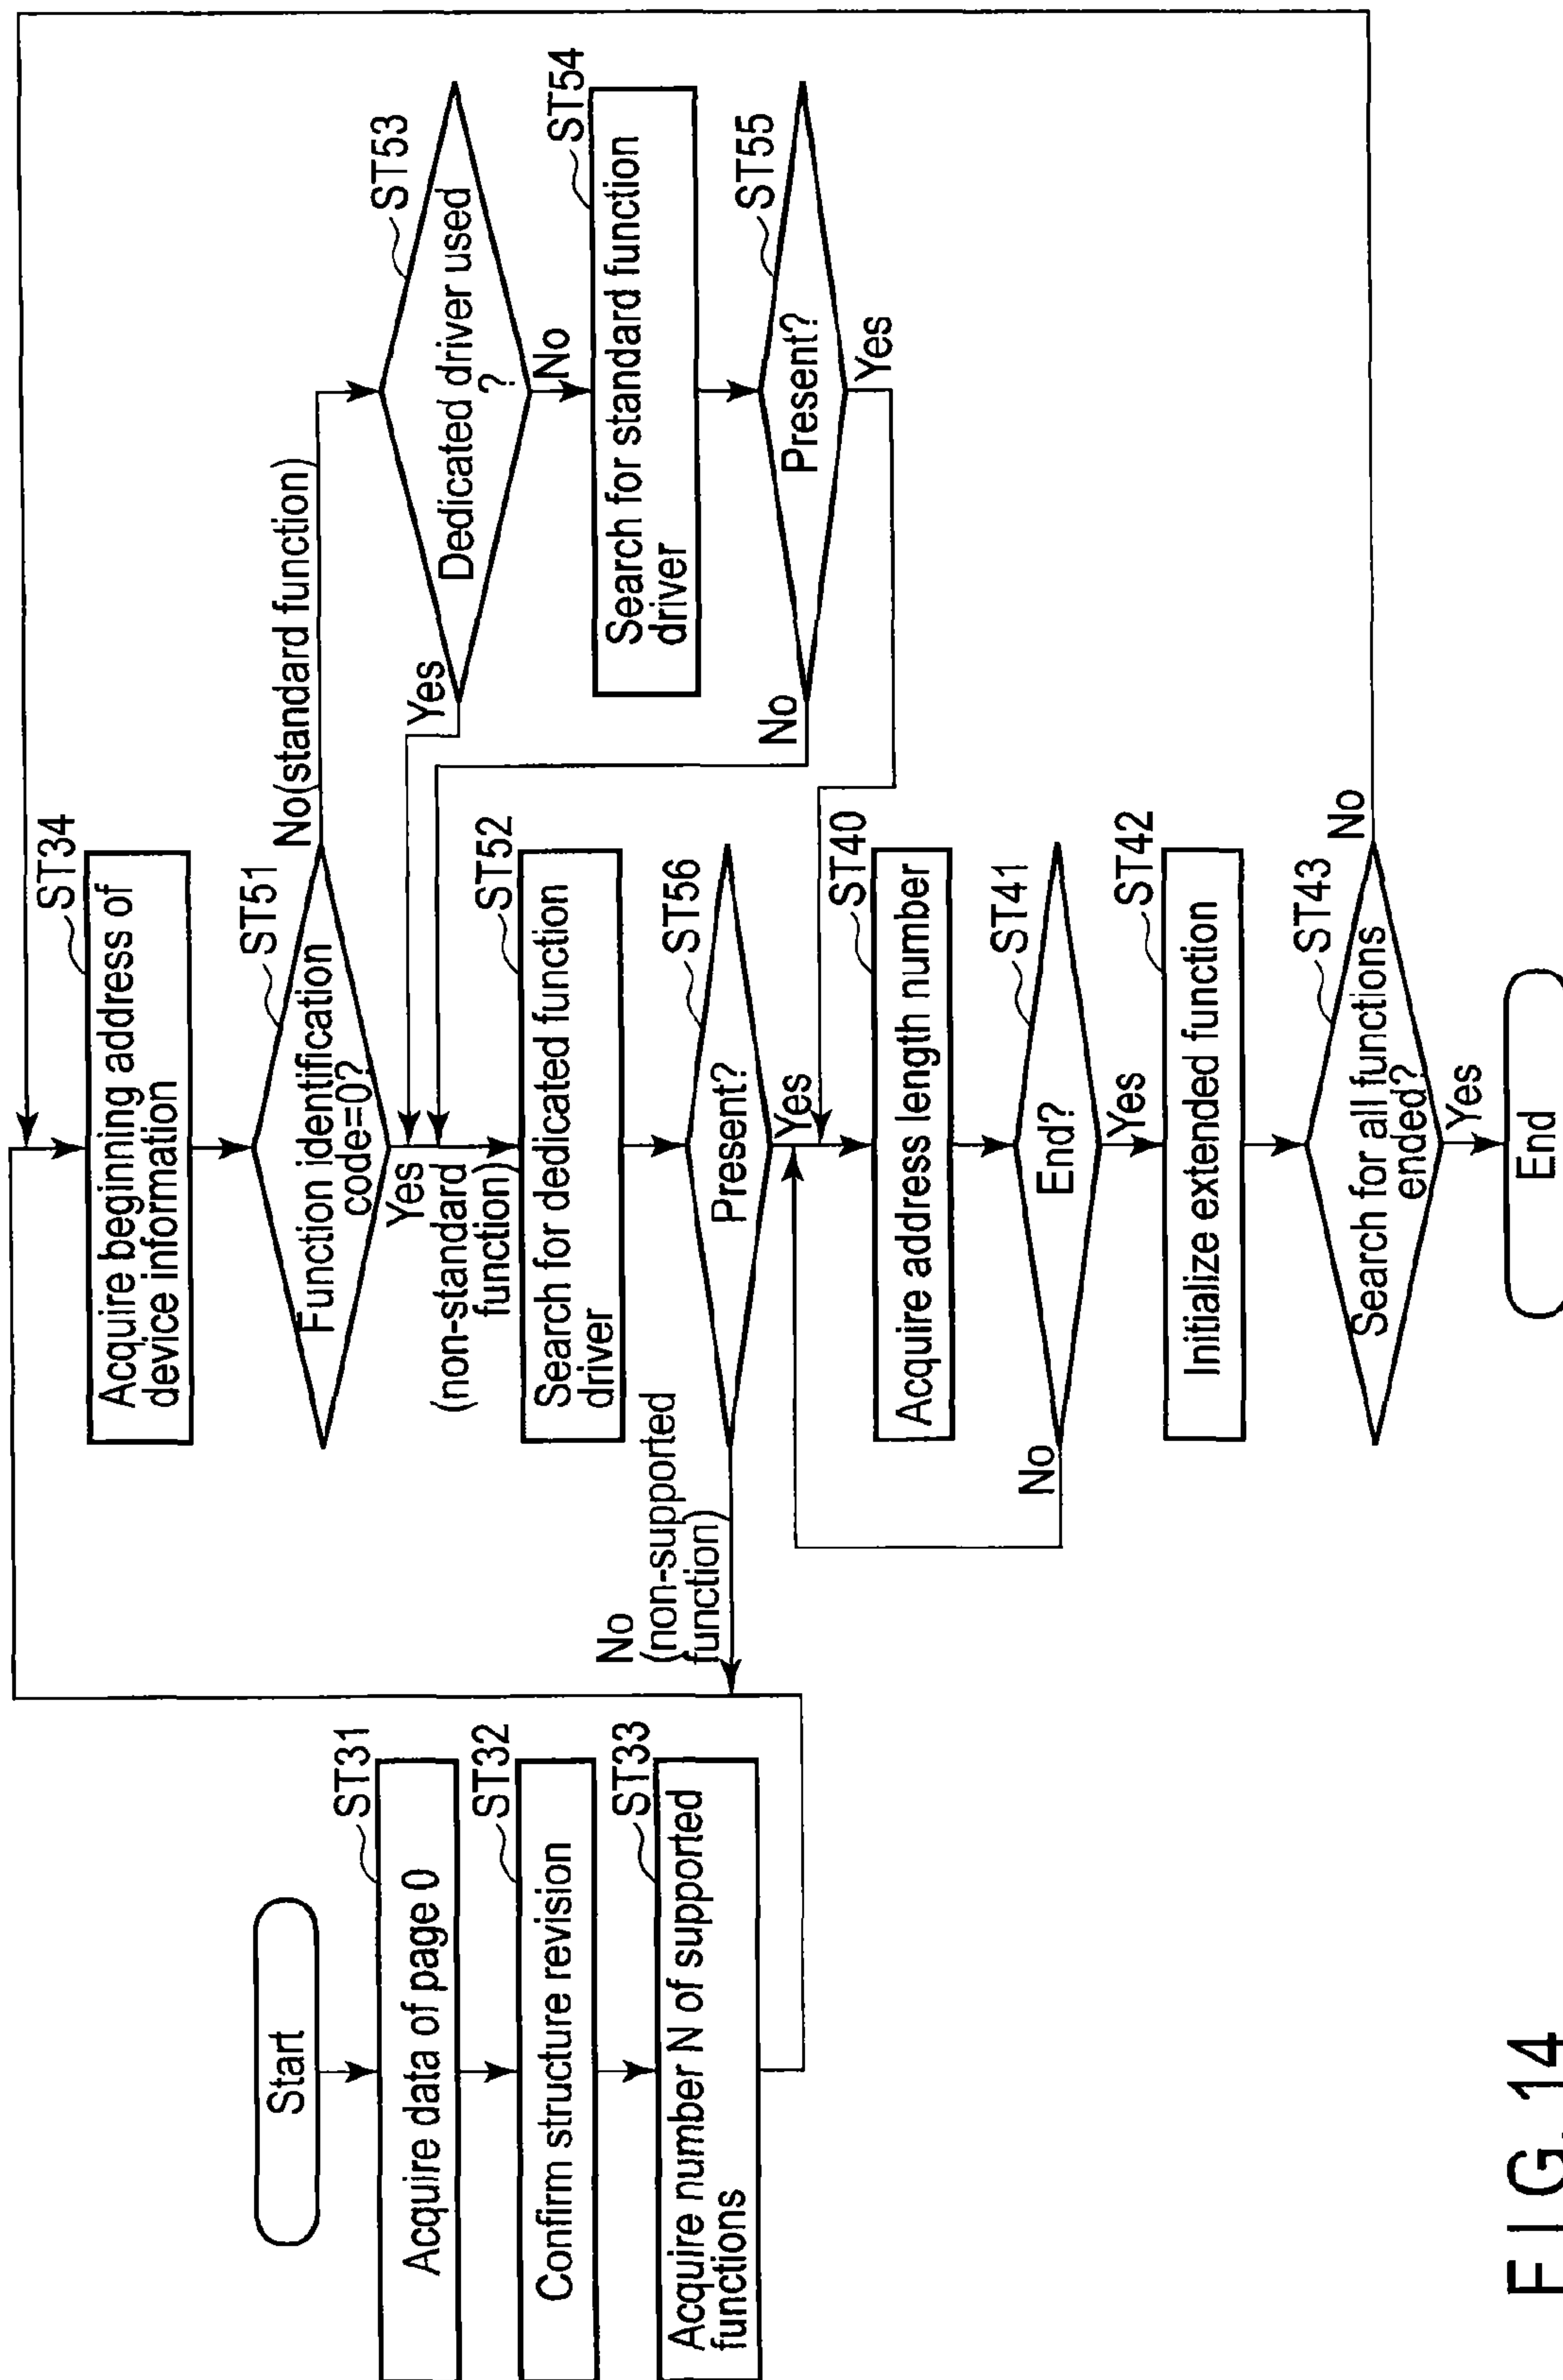 Start
ST31
Acquire data of page 0
ST32
Confirm structure revision
ST33
Acquire number N of supported
functions
ST34
Acquire beginning address of
device information
ST51
Function identification
code=0?
No(standard function)
Yes
(non-standard
function)
ST53
Dedicated driver used
?
Yes
No
ST54
Search for standard function
driver
ST55
Present?
No
Yes
ST52
Search for dedicated function
driver
ST56
Present?
No
(non-supported
function)
Yes
ST40
Acquire address length number
ST41
End?
No
Yes
ST42
Initialize extended function
ST43
Search for all functions
ended?
No
Yes
End
FIG. 14